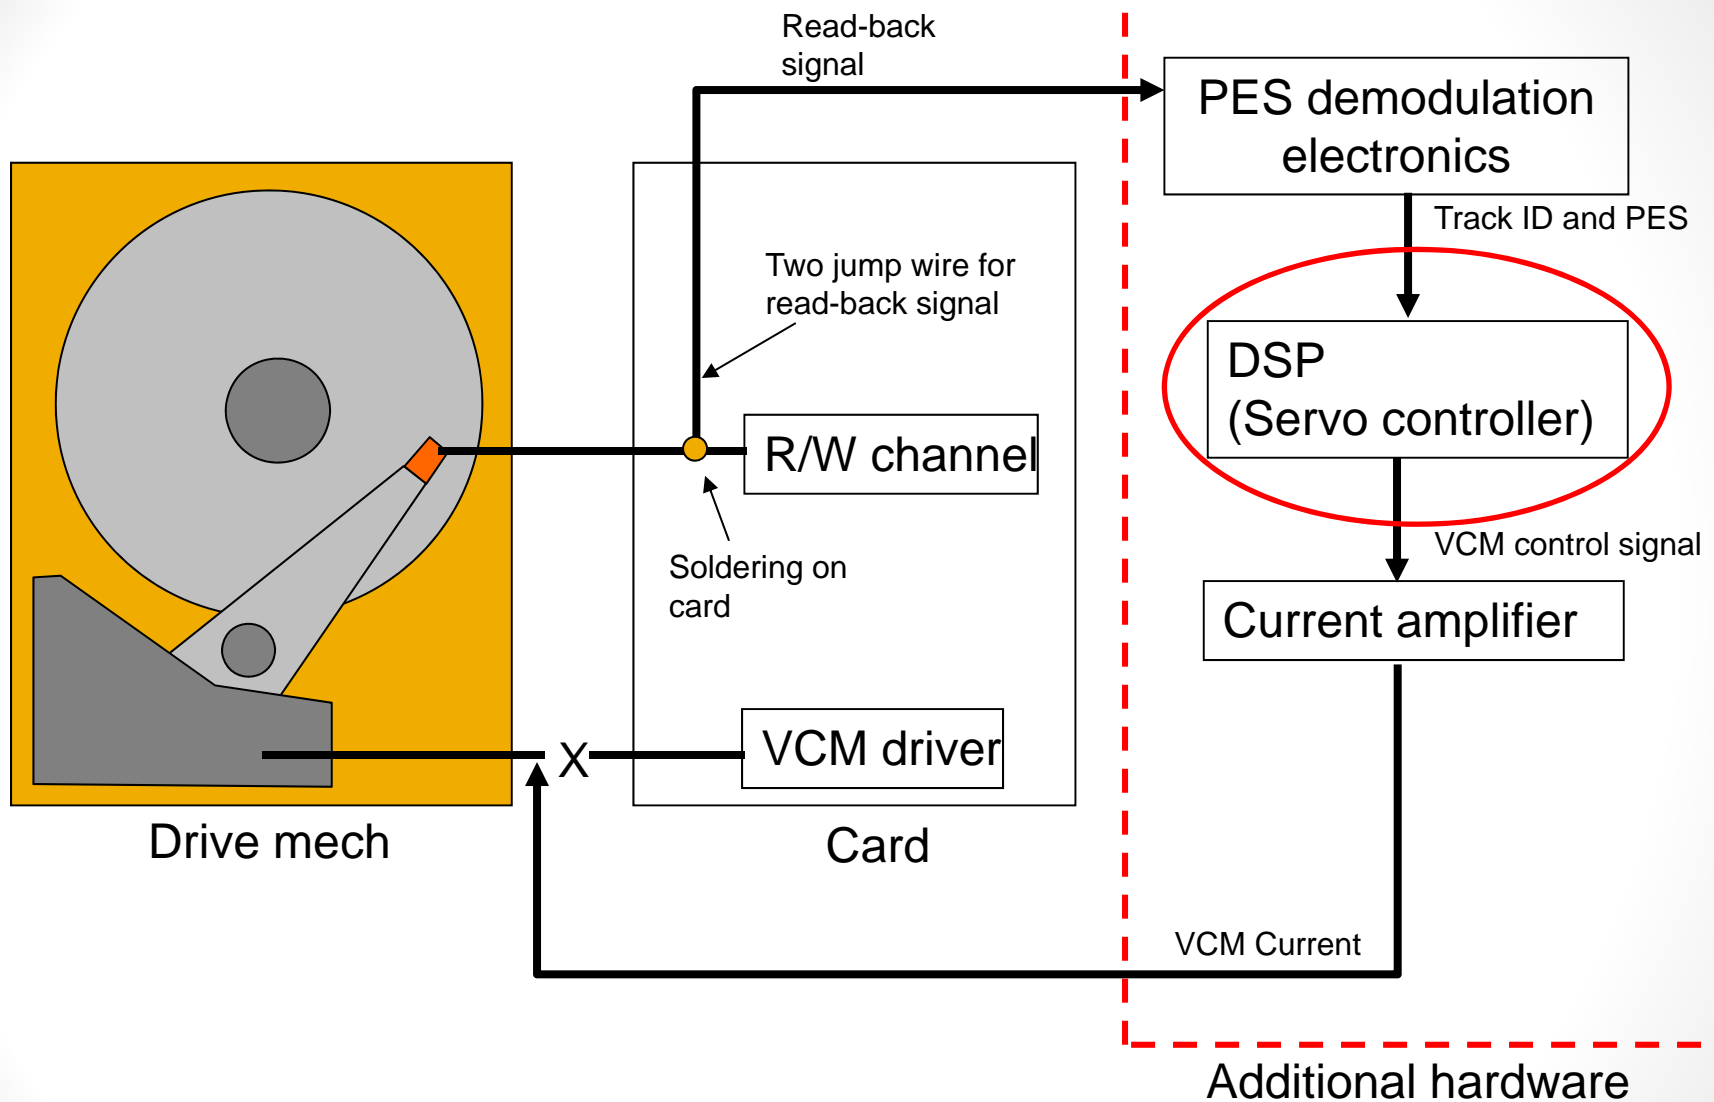 Read-back
signal
PES demodulation
electronics
Track ID and PES
Two jump wire for
read-back signal
DSP
(Servo controller)
R/W channel
VCM control signal
Soldering on
card
Current amplifier
VCM driver
X
Drive mech
Card
VCM Current
Additional hardware